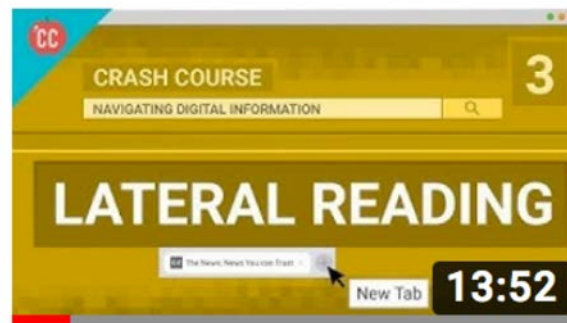 CC
CRASH COURSE
3
NAVIGATING DIGITAL INFORMATION
LATERAL READING
The News: News You can Trust
New Tab
13:52